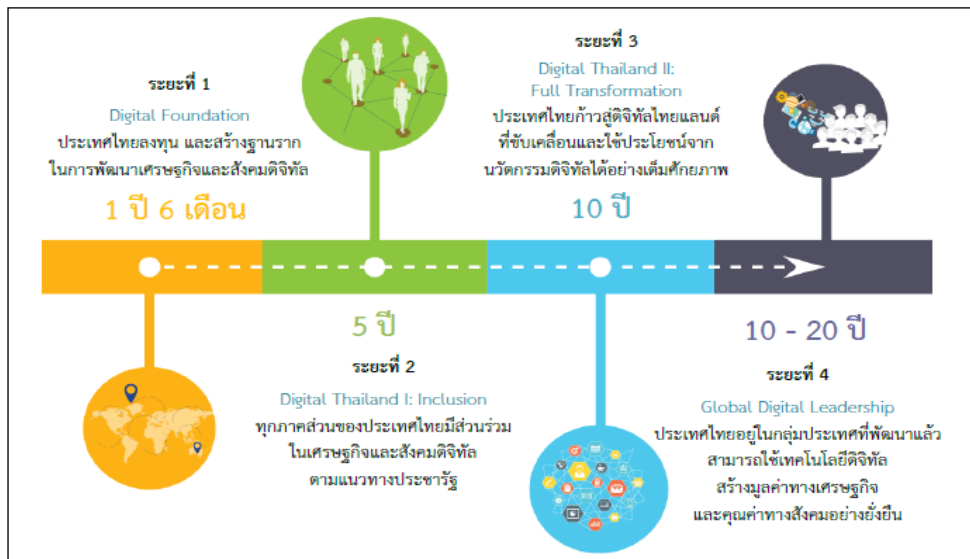 ระยะที่ 1
Digital Foundation
ประเทศไทยลงทุน และสร้างฐานราก
ในการพัฒนาเศรษฐกิจและสังคมดิจิทัล
1 ปี 6 เดือน
5 ปี
ระยะที่ 2
Digital Thailand I: Inclusion
ทุกภาคส่วนของประเทศไทยมีส่วนร่วม
ในเศรษฐกิจและสังคมดิจิทัล
ตามแนวทางประชารัฐ
ระยะที่ 3
Digital Thailand II:
Full Transformation
ประเทศไทยก้าวสู่ดิจิทัลไทยแลนด์
ที่ขับเคลื่อนและใช้ประโยชน์จาก
นวัตกรรมดิจิทัลได้อย่างเต็มศักยภาพ
10 ปี
10 - 20 ปี
ระยะที่ 4
Global Digital Leadership
ประเทศไทยอยู่ในกลุ่มประเทศที่พัฒนาแล้ว
สามารถใช้เทคโนโลยีดิจิทัล
สร้างมูลค่าทางเศรษฐกิจ
และคุณค่าทางสังคมอย่างยั่งยืน